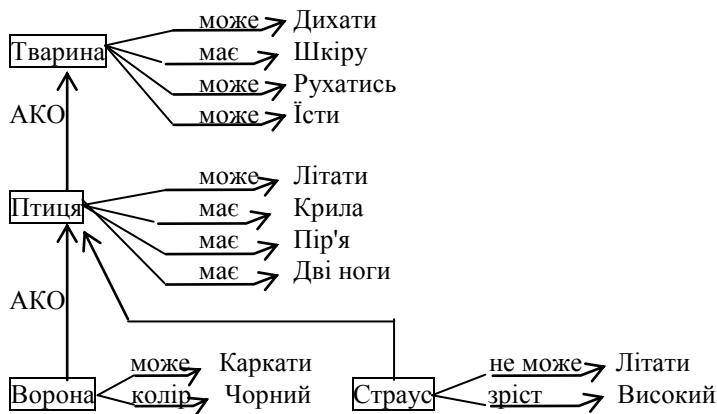 може Дихати
Тварина має Шкіру
може Рухатись
АКО може Їсти
може Літати
Птиця має Крила
має Пір'я
має Дві ноги
АКО
може Каркати не може Літати
Ворона колір Чорний Страус зріст Високий